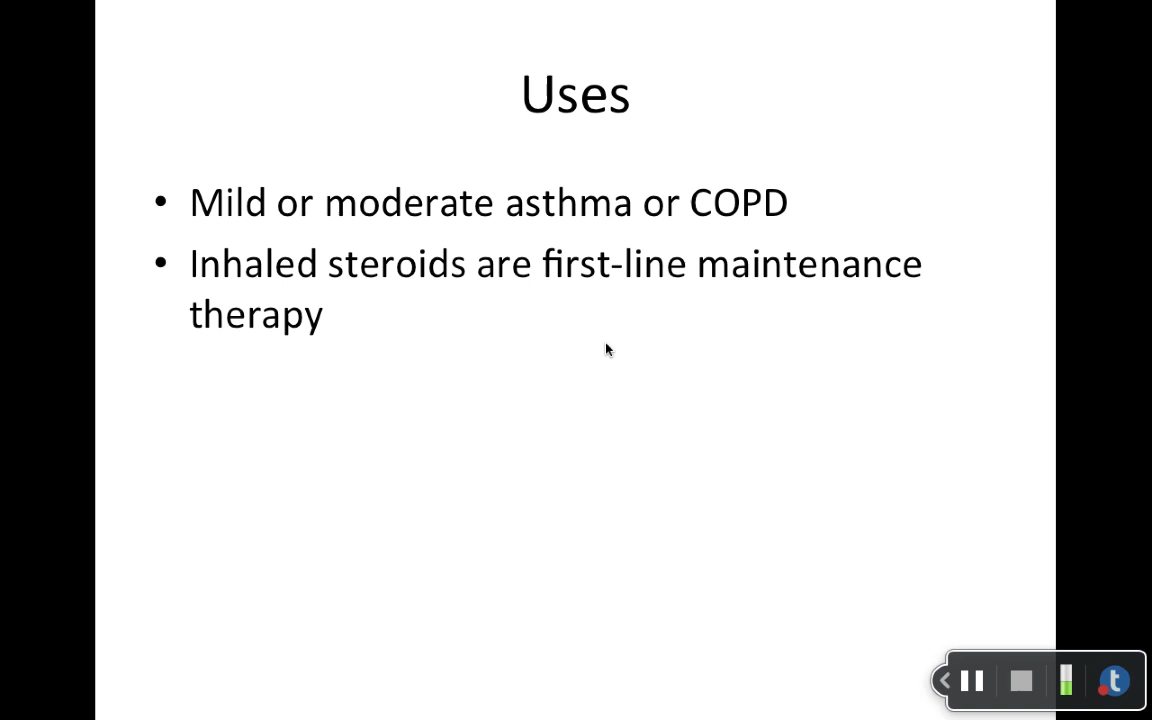 Uses
• Mild or moderate asthma or COPD
• Inhaled steroids are first-line maintenance
therapy
t